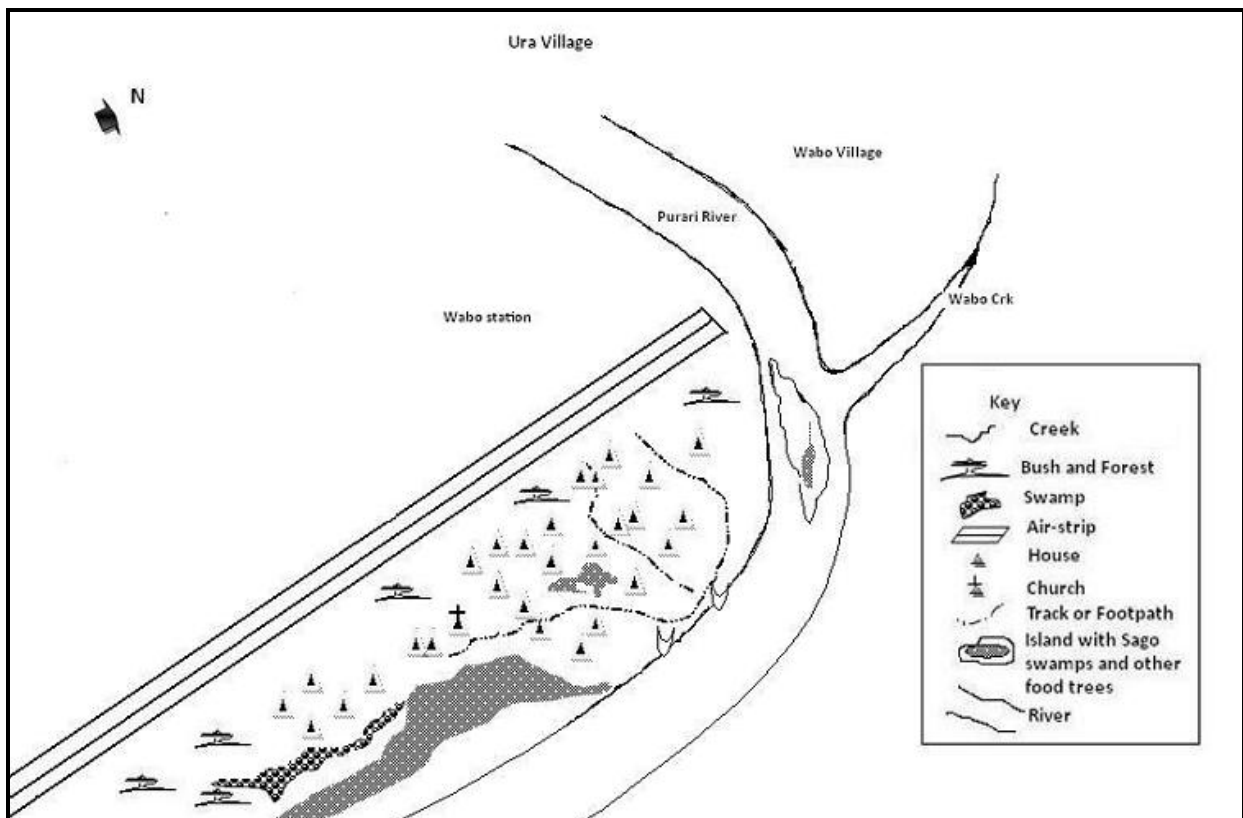 Ura Village
N
Wabo Village
Purari River
Wabo Crk
Wabo station
Key
Creek
Bush and Forest
Swamp
Air-strip
House
Church
Track or Footpath
Island with Sago
swamps and other
food trees
River